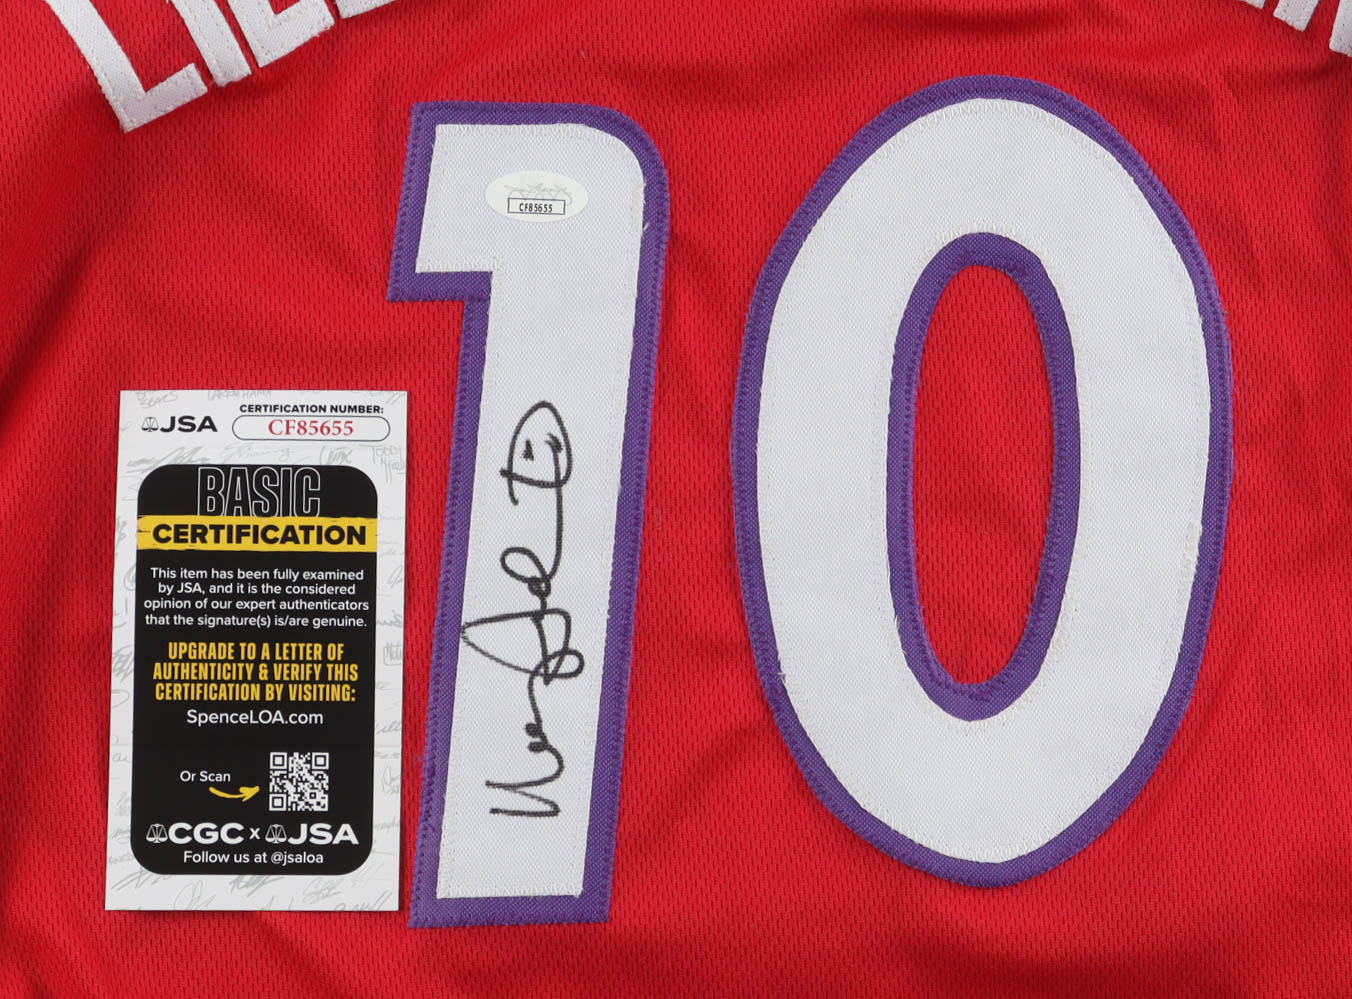 10
CF85655
JSA
CERTIFICATION NUMBER:
CF85655
BASIC
CERTIFICATION
This item has been fully examined
by JSA, and it is the considered
opinion of our expert authenticators
that the signature(s) is/are genuine.
UPGRADE TO A LETTER OF
AUTHENTICITY & VERIFY THIS
CERTIFICATION BY VISITING:
SpenceLOA.com
Or Scan
CGC x JSA
Follow us at @jsaloa